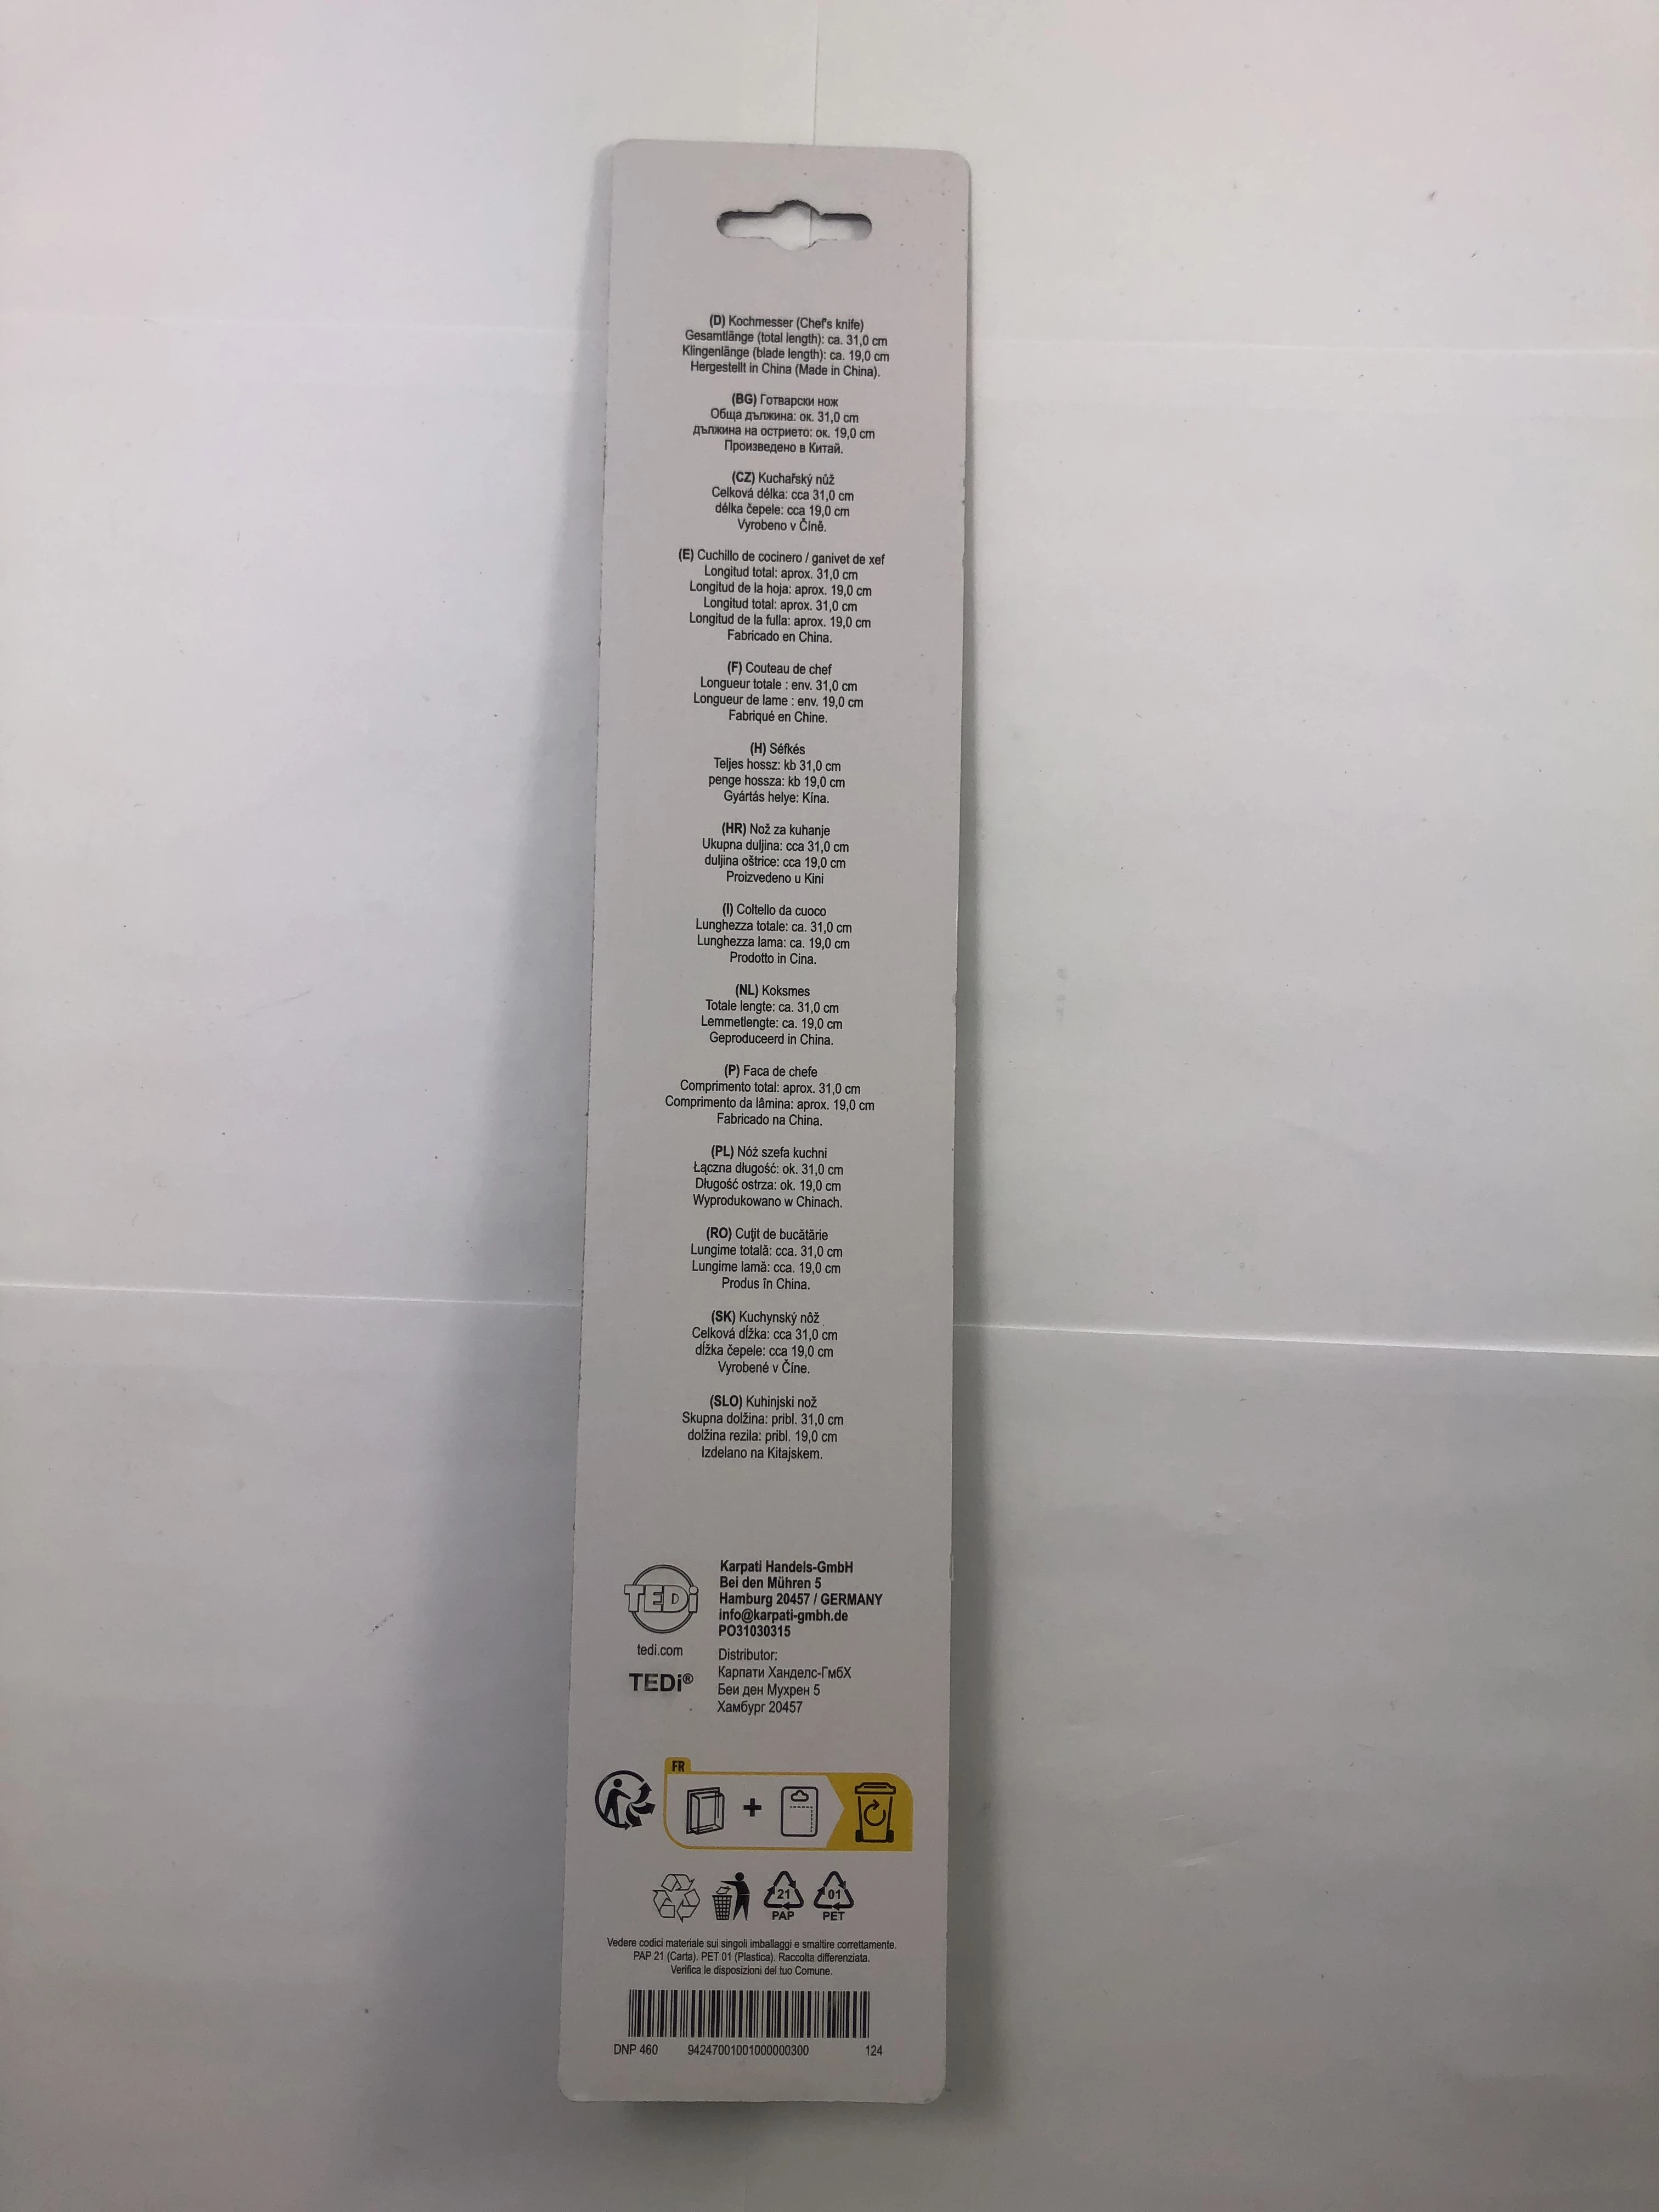 (D) Kochmesser (Chef's knife)
Gesamtlänge (total length): ca. 31,0 cm
Klingenlänge (blade length): ca. 19,0 cm
Hergestellt in China (Made in China).
(BG) Готварски нож
Обща дължина: ок. 31,0 cm
дължина на острието: ок. 19,0 cm
Произведено в Китай.
(CZ) Kuchařský nůž
Celková délka: cca 31,0 cm
délka čepele: cca 19,0 cm
Vyrobeno v Číně.
(E) Cuchillo de cocinero / ganivet de xef
Longitud total: aprox. 31,0 cm
Longitud de la hoja: aprox. 19,0 cm
Longitud total: aprox. 31,0 cm
Longitud de la fulla: aprox. 19,0 cm
Fabricado en China.
(F) Couteau de chef
Longueur totale : env. 31,0 cm
Longueur de lame : env. 19,0 cm
Fabriqué en Chine.
(H) Séfkés
Teljes hossz: kb 31,0 cm
penge hossza: kb 19,0 cm
Gyártás helye: Kína.
(HR) Nož za kuhanje
Ukupna duljina: cca 31,0 cm
duljina oštrice: cca 19,0 cm
Proizvedeno u Kini
(I) Coltello da cuoco
Lunghezza totale: ca. 31,0 cm
Lunghezza lama: ca. 19,0 cm
Prodotto in Cina.
(NL) Koksmes
Totale lengte: ca. 31,0 cm
Lemmetlengte: ca. 19,0 cm
Geproduceerd in China.
(P) Faca de chefe
Comprimento total: aprox. 31,0 cm
Comprimento da lâmina: aprox. 19,0 cm
Fabricado na China.
(PL) Nóż szefa kuchni
Łączna długość: ok. 31,0 cm
Długość ostrza: ok. 19,0 cm
Wyprodukowano w Chinach.
(RO) Cuțit de bucătărie
Lungime totală: cca. 31,0 cm
Lungime lamă: cca. 19,0 cm
Produs în China.
(SK) Kuchynský nôž
Celková dĺžka: cca 31,0 cm
dĺžka čepele: cca 19,0 cm
Vyrobené v Číne.
(SLO) Kuhinjski nož
Skupna dolžina: pribl. 31,0 cm
dolžina rezila: pribl. 19,0 cm
Izdelano na Kitajskem.
TEDi
tedi.com
TEDi®
Karpati Handels-GmbH
Bei den Mühren 5
Hamburg 20457 / GERMANY
info@karpati-gmbh.de
PO31030315
Distributor:
Карпати Ханделс-ГмбХ
Беи ден Мухрен 5
Хамбург 20457
FR
+
21
PAP
01
PET
Vedere codici materiale sui singoli imballaggi e smaltire correttamente.
PAP 21 (Carta). PET 01 (Plastica). Raccolta differenziata.
Verifica le disposizioni del tuo Comune.
DNP 460 94247001001000000300 124